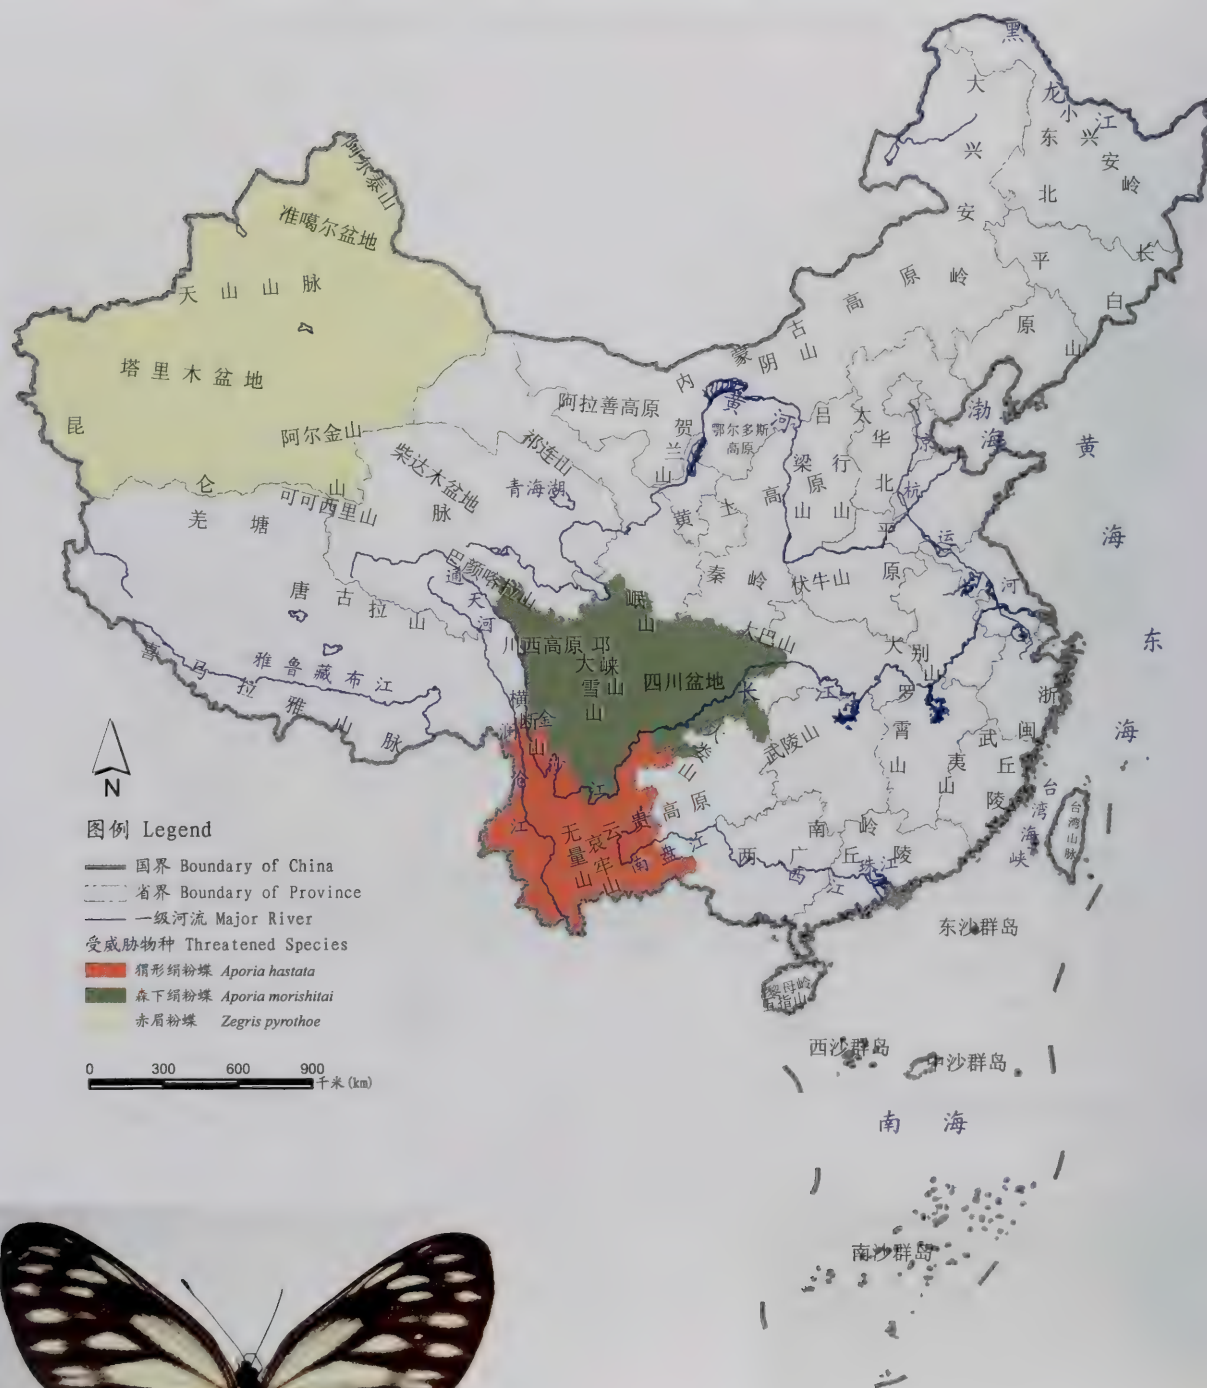 黑龙江
大兴安岭
小兴安岭
东北平原
长白山
阿尔泰山
准噶尔盆地
天山山脉
塔里木盆地
昆仑山脉
阿尔金山
内蒙古高原
阴山
阿拉善高原
贺兰山
黄河
鄂尔多斯
高原
吕梁山
太行山
华北平原
京杭运河
渤海
黄海
祁连山
柴达木盆地
青海湖
可可西里山
羌塘
黄土高原
秦岭
伏牛山
巴颜喀拉山
通天河
唐古拉山
岷山
川西高原
邛崃山
大雪山
四川盆地
大巴山
大别山
长江
东海
喜马拉雅山脉
雅鲁藏布江
横断山
金沙江
澜沧江
武陵山
罗霄山
武夷山
浙闽丘陵
台湾海峡
台湾山脉
云贵高原
无量山
哀牢山
南盘江
南岭
两广丘陵
西江
珠江
东沙群岛
黎母岭
五指山
西沙群岛
中沙群岛
南海
南沙群岛
N
图例 Legend
国界 Boundary of China
省界 Boundary of Province
一级河流 Major River
受威胁物种 Threatened Species
猬形绢粉蝶 Aporia hastata
森下绢粉蝶 Aporia morishitai
赤眉粉蝶 Zegris pyrothoe
0 300 600 900
千米(km)